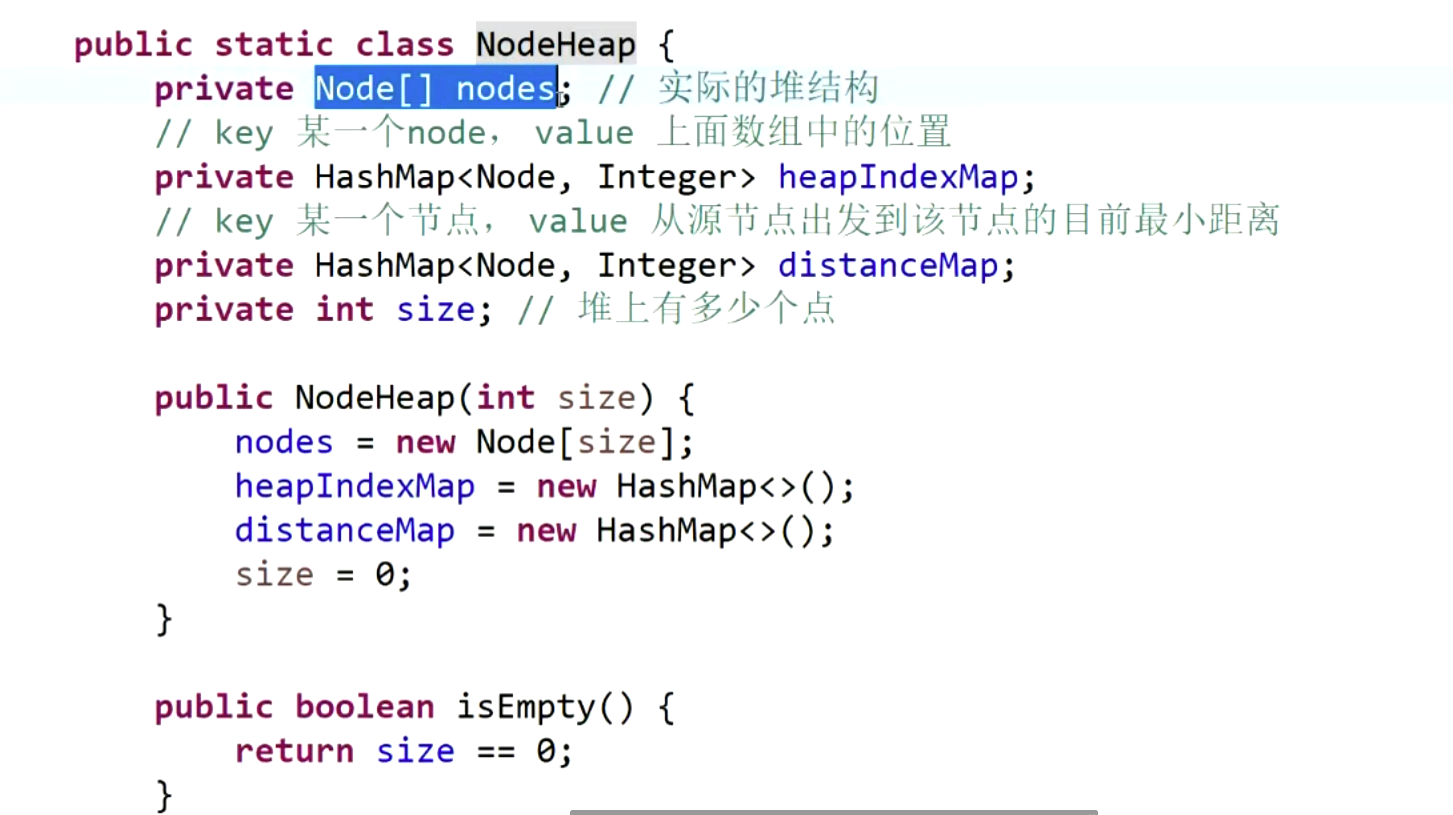 public static class NodeHeap {
private Node[] nodes; // 实际的堆结构
// key 某一个node, value 上面数组中的位置
private HashMap<Node, Integer> heapIndexMap;
// key 某一个节点, value 从源节点出发到该节点的目前最小距离
private HashMap<Node, Integer> distanceMap;
private int size; // 堆上有多少个点
public NodeHeap(int size) {
nodes = new Node[size];
heapIndexMap = new HashMap<>();
distanceMap = new HashMap<>();
size = 0;
}
public boolean isEmpty() {
return size == 0;
}